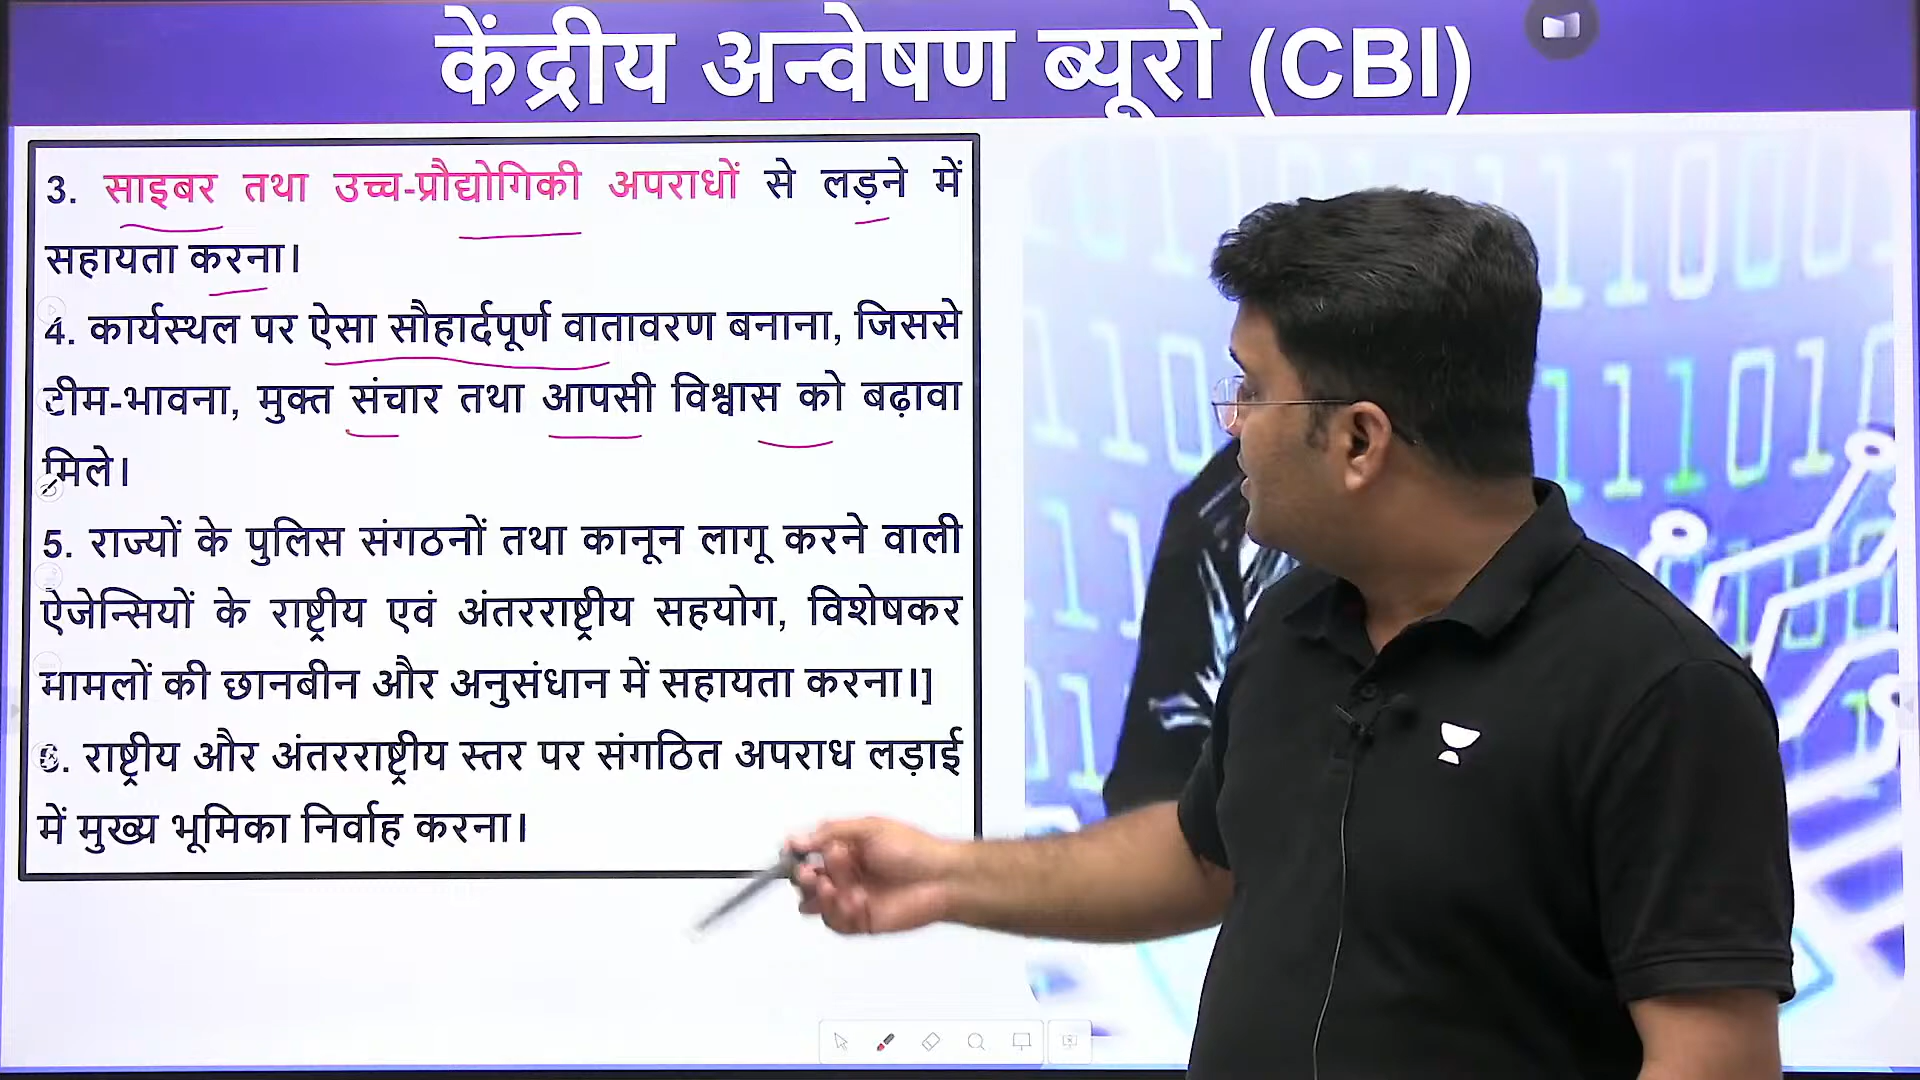 केंद्रीय अन्वेषण ब्यूरो (CBI)
3. साइबर तथा उच्च-प्रौद्योगिकी अपराधों से लड़ने में
सहायता करना।
4. कार्यस्थल पर ऐसा सौहार्दपूर्ण वातावरण बनाना, जिससे
टीम-भावना, मुक्त संचार तथा आपसी विश्वास को बढ़ावा
मिले।
5. राज्यों के पुलिस संगठनों तथा कानून लागू करने वाली
ऐजेन्सियों के राष्ट्रीय एवं अंतरराष्ट्रीय सहयोग, विशेषकर
मामलों की छानबीन और अनुसंधान में सहायता करना।]
6. राष्ट्रीय और अंतरराष्ट्रीय स्तर पर संगठित अपराध लड़ाई
में मुख्य भूमिका निर्वाह करना।